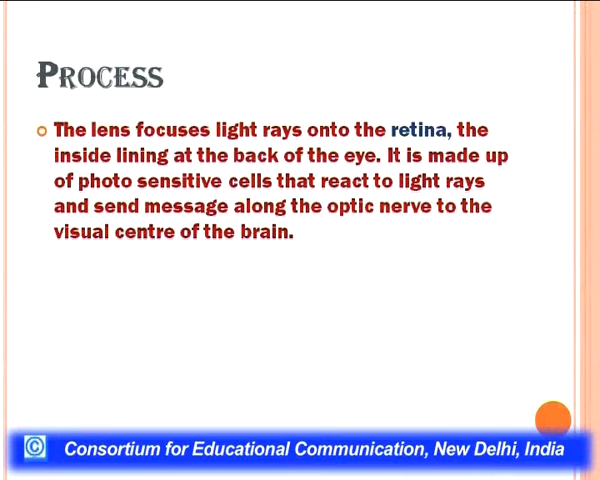 PROCESS
The lens focuses light rays onto the retina, the
inside lining at the back of the eye. It is made up
of photo sensitive cells that react to light rays
and send message along the optic nerve to the
visual centre of the brain.
© Consortium for Educational Communication, New Delhi, India